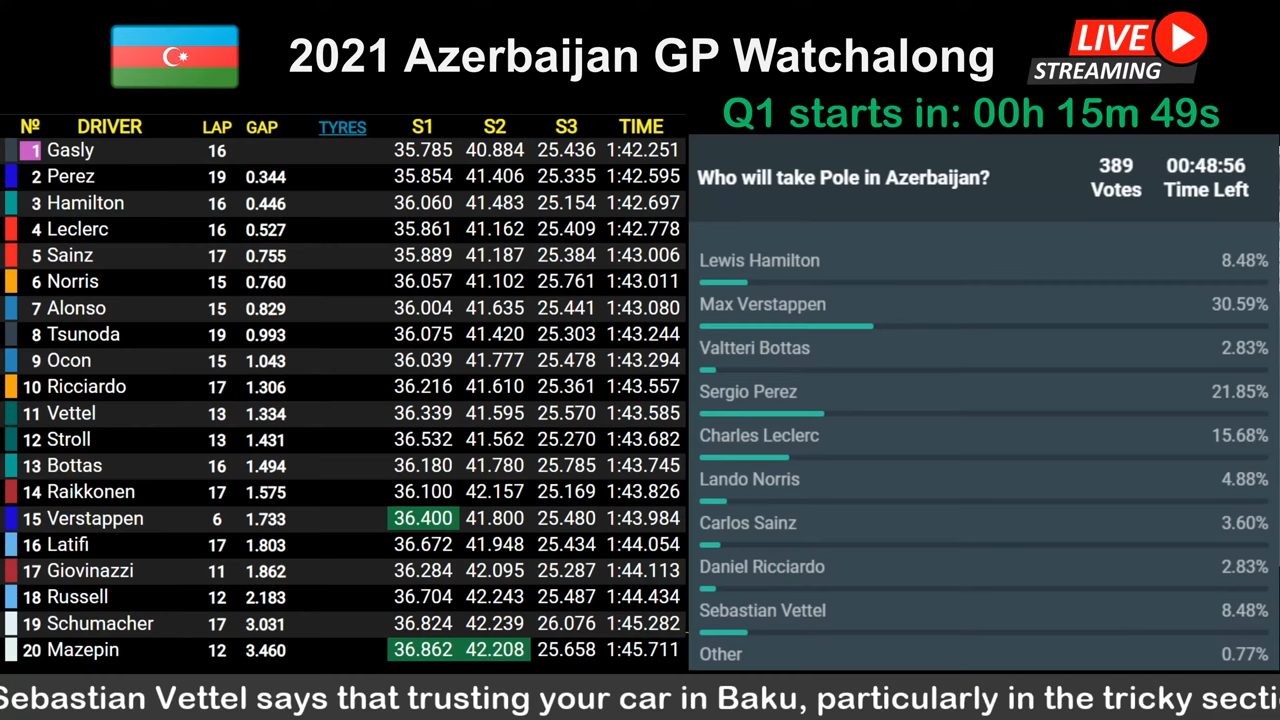 2021 Azerbaijan GP Watchalong
LIVE
STREAMING
Q1 starts in: 00h 15m 49s
Nº DRIVER LAP GAP TYRES S1 S2 S3 TIME
1 Gasly 16 35.785 40.884 25.436 1:42.251
2 Perez 19 0.344 35.854 41.406 25.335 1:42.595
3 Hamilton 16 0.446 36.060 41.483 25.154 1:42.697
4 Leclerc 16 0.527 35.861 41.162 25.409 1:42.778
5 Sainz 17 0.755 35.889 41.187 25.384 1:43.006
6 Norris 15 0.760 36.057 41.102 25.761 1:43.011
7 Alonso 15 0.829 36.004 41.635 25.441 1:43.080
8 Tsunoda 19 0.993 36.075 41.420 25.303 1:43.244
9 Ocon 15 1.043 36.039 41.777 25.478 1:43.294
10 Ricciardo 17 1.306 36.216 41.610 25.361 1:43.557
11 Vettel 13 1.334 36.339 41.595 25.570 1:43.585
12 Stroll 13 1.431 36.532 41.562 25.270 1:43.682
13 Bottas 16 1.494 36.180 41.780 25.785 1:43.745
14 Raikkonen 17 1.575 36.100 42.157 25.169 1:43.826
15 Verstappen 6 1.733 36.400 41.800 25.480 1:43.984
16 Latifi 17 1.803 36.672 41.948 25.434 1:44.054
17 Giovinazzi 11 1.862 36.284 42.095 25.287 1:44.113
18 Russell 12 2.183 36.704 42.243 25.487 1:44.434
19 Schumacher 17 3.031 36.824 42.239 26.076 1:45.282
20 Mazepin 12 3.460 36.862 42.208 25.658 1:45.711
Who will take Pole in Azerbaijan?
389 Votes
00:48:56 Time Left
Lewis Hamilton 8.48%
Max Verstappen 30.59%
Valtteri Bottas 2.83%
Sergio Perez 21.85%
Charles Leclerc 15.68%
Lando Norris 4.88%
Carlos Sainz 3.60%
Daniel Ricciardo 2.83%
Sebastian Vettel 8.48%
Other 0.77%
Sebastian Vettel says that trusting your car in Baku, particularly in the tricky secti